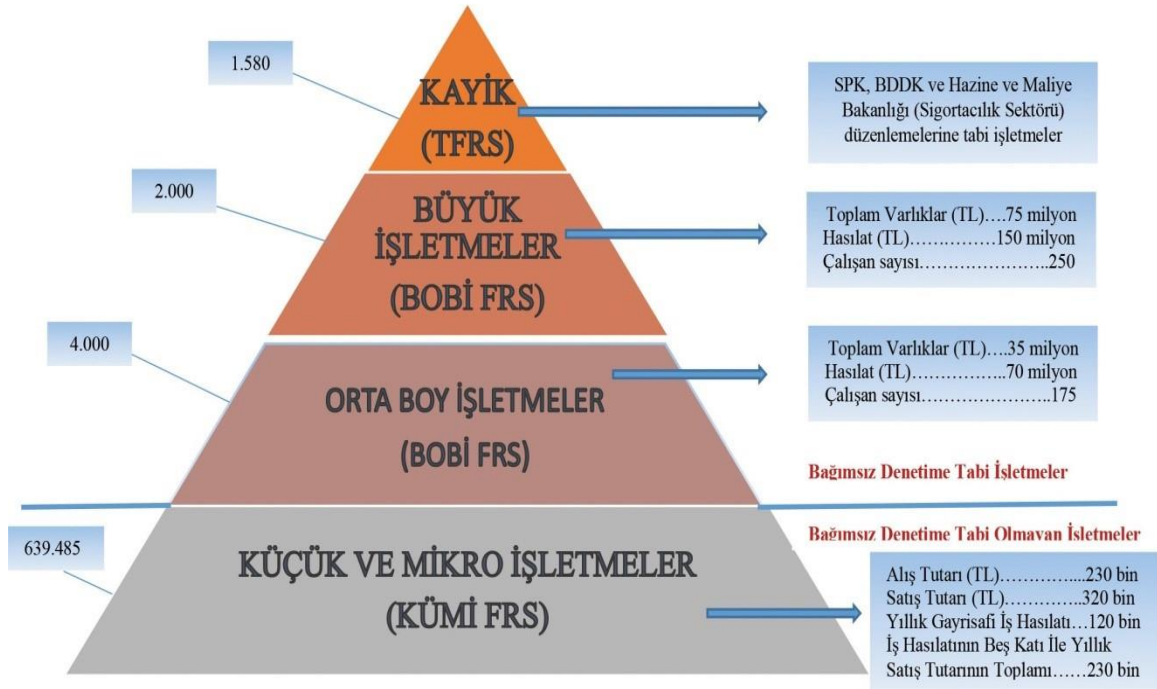 1.580
KAYİK
(TFRS)
SPK, BDDK ve Hazine ve Maliye
Bakanlığı (Sigortacılık Sektörü)
düzenlemelerine tabi işletmeler
2.000
BÜYÜK
İŞLETMELER
(BOBİ FRS)
Toplam Varlıklar (TL)….75 milyon
Hasılat (TL)…….………150 milyon
Çalışan sayısı…………………..250
4.000
ORTA BOY İŞLETMELER
(BOBİ FRS)
Toplam Varlıklar (TL)….35 milyon
Hasılat (TL)……………..70 milyon
Çalışan sayısı…………………..175
Bağımsız Denetime Tabi İşletmeler
Bağımsız Denetime Tabi Olmayan İşletmeler
639.485
KÜÇÜK VE MİKRO İŞLETMELER
(KÜMİ FRS)
Alış Tutarı (TL)…………....230 bin
Satış Tutarı (TL)…………..320 bin
Yıllık Gayrisafi İş Hasılatı…120 bin
İş Hasılatının Beş Katı İle Yıllık
Satış Tutarının Toplamı……230 bin